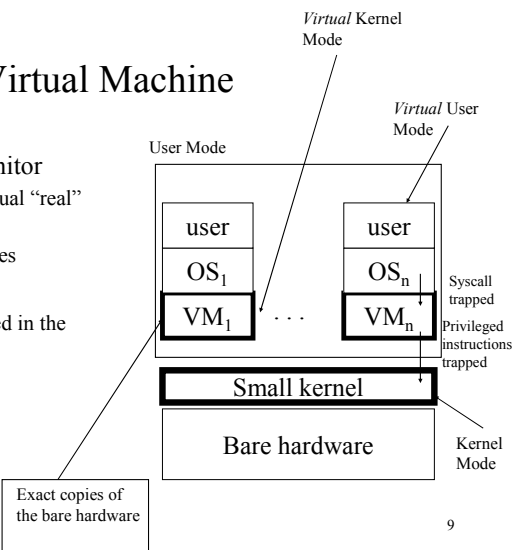 Virtual Kernel
Mode
Virtual Machine
Virtual User
Mode
User Mode
nitor
ual “real”
es
ed in the
user
OS₁
VM₁
. . .
user
OSₙ
VMₙ
Syscall
trapped
Privileged
instructions
trapped
Small kernel
Bare hardware
Kernel
Mode
Exact copies of
the bare hardware
9